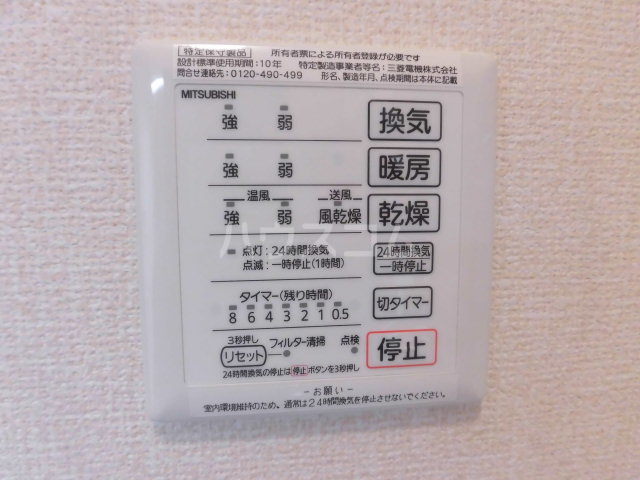 特定保守製品 所有者票による所有者登録が必要です
設計標準使用期間:10年 特定製造事業者等名:三菱電機株式会社
問合せ連絡先:0120-490-499 形名、製造年月、点検期間は本体に記載
MITSUBISHI
強 弱 換気
強 弱 暖房
温風 送風
強 弱 風乾燥 乾燥
点灯:24時間換気
点滅:一時停止(1時間)
24時間換気
一時停止
タイマー(残り時間)
8 6 4 3 2 1 0.5
切タイマー
3秒押し
リセット フィルター清掃 点検
停止
24時間換気の停止は停止ボタンを3秒押し
-お願い-
室内環境維持のため、通常は24時間換気を停止させないでください。
ハウスコム